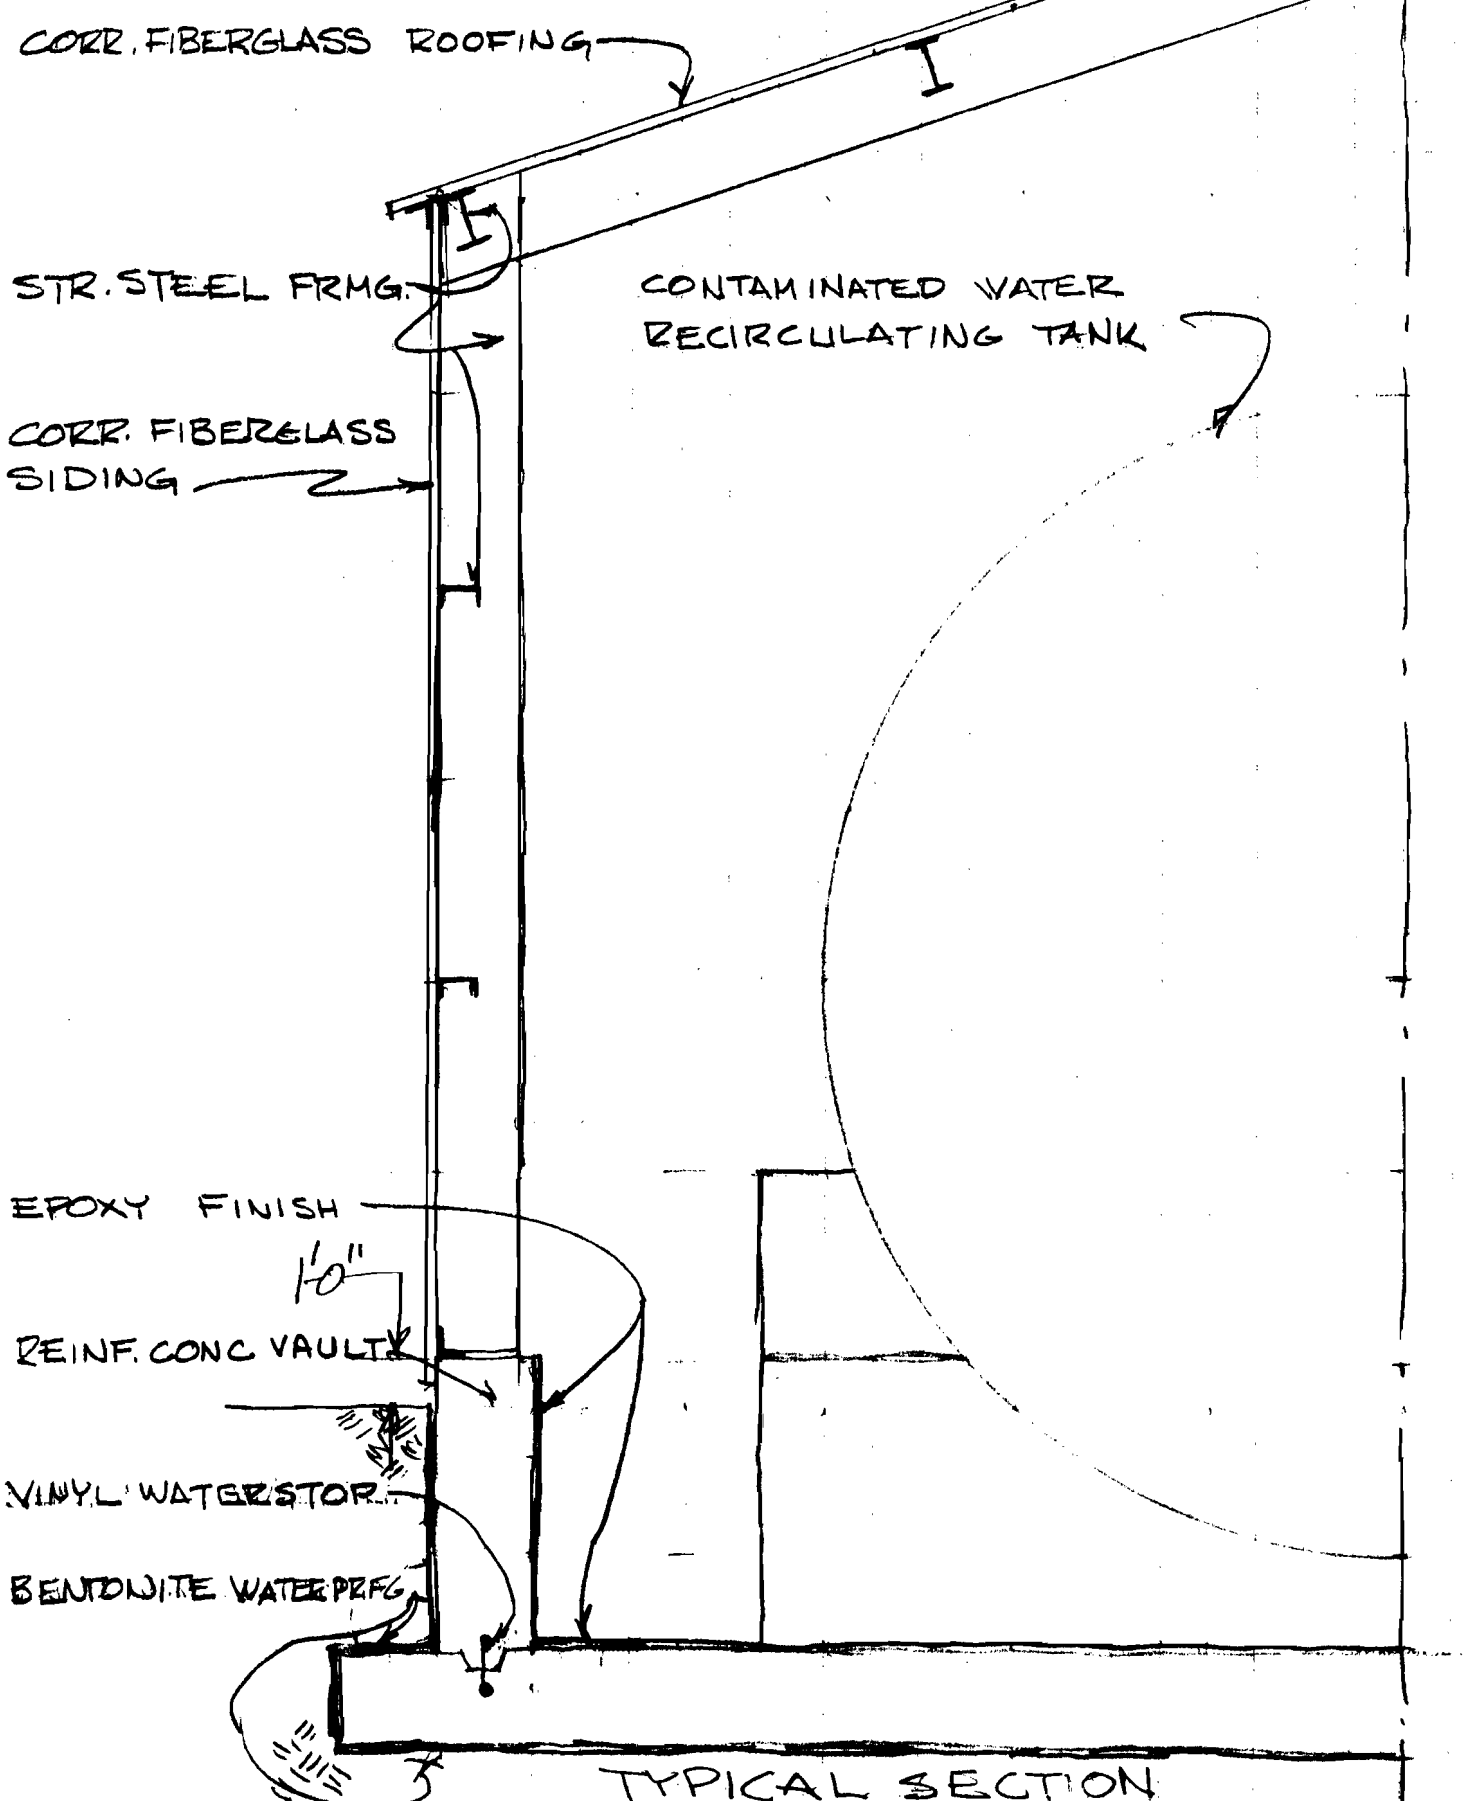 CORR. FIBERGLASS ROOFING
STR. STEEL FRMG.
CONTAMINATED WATER
RECIRCULATING TANK
CORR. FIBERGLASS
SIDING
EPOXY FINISH
1'0"
REINF. CONC VAULT
VINYL WATERSTOP
BENTONITE WATERPRFG
TYPICAL SECTION